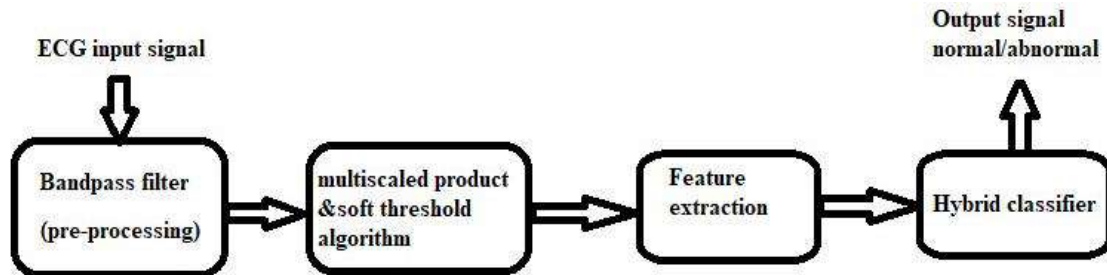 ECG input signal
Bandpass filter
(pre-processing)
multiscaled product
&soft threshold
algorithm
Feature
extraction
Hybrid classifier
Output signal
normal/abnormal